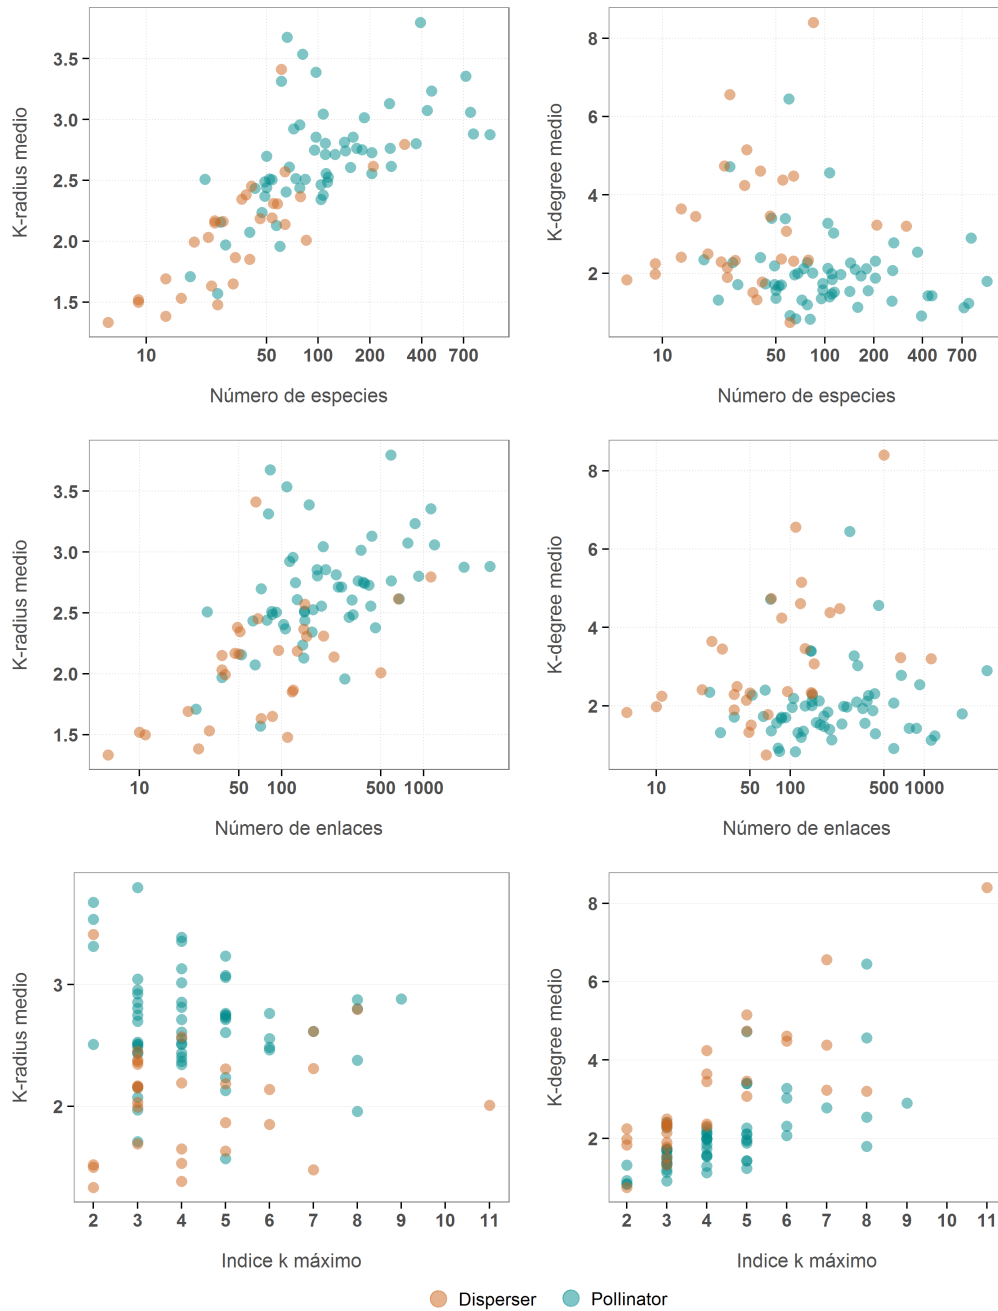 3.5
3.0
2.5
2.0
1.5
K-radius medio
10 50 100 200 400 700
Número de especies
8
6
4
2
K-degree medio
10 50 100 200 400 700
Número de especies
3.5
3.0
2.5
2.0
1.5
K-radius medio
10 50 100 500 1000
Número de enlaces
8
6
4
2
K-degree medio
10 50 100 500 1000
Número de enlaces
3
2
K-radius medio
2 3 4 5 6 7 8 9 10 11
Indice k máximo
8
6
4
2
K-degree medio
2 3 4 5 6 7 8 9 10 11
Indice k máximo
Disperser Pollinator